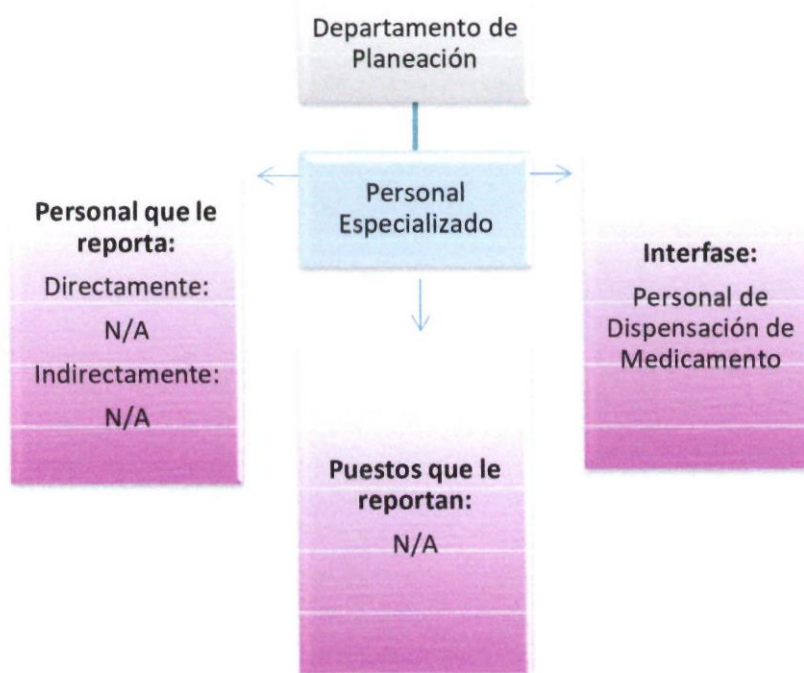 Departamento de
Planeación
Personal
Especializado
Personal que le
reporta:
Directamente:
N/A
Indirectamente:
N/A
Puestos que le
reportan:
N/A
Interfase:
Personal de
Dispensación de
Medicamento